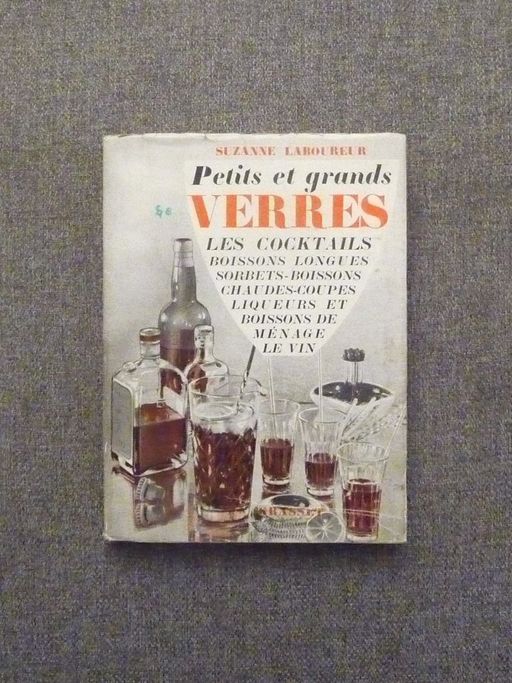 SUZANNE LABOUREUR
Petits et grands
VERRES
LES COCKTAILS
BOISSONS LONGUES
SORBETS-BOISSONS
CHAUDES-COUPES
LIQUEURS ET
BOISSONS DE
MÉNAGE
LE VIN
GRASSET